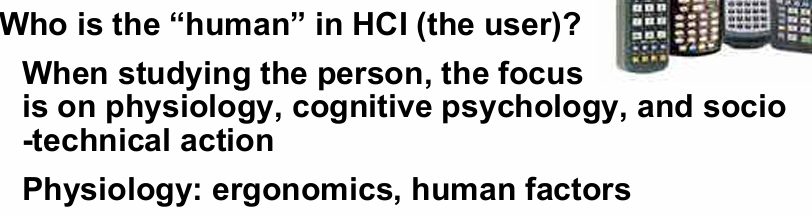 Who is the “human” in HCI (the user)?
When studying the person, the focus
is on physiology, cognitive psychology, and socio
-technical action
Physiology: ergonomics, human factors